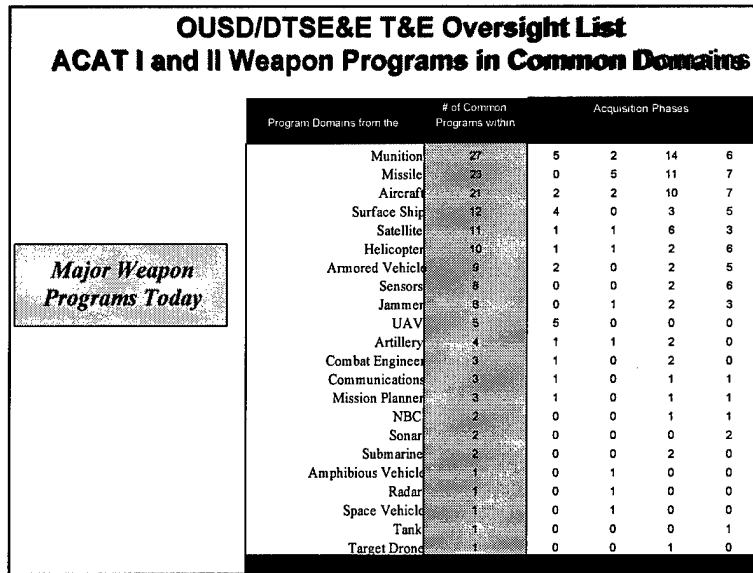 OUSD/DTSE&E T&E Oversight List
ACAT I and II Weapon Programs in Common Domains
Program Domains from the # of Common Programs within Acquisition Phases
Munition 27 5 2 14 6
Missile 23 0 5 11 7
Aircraft 21 2 2 10 7
Surface Ship 12 4 0 3 5
Satellite 11 1 1 6 3
Helicopter 10 1 1 2 6
Armored Vehicle 9 2 0 2 5
Sensors 8 0 0 2 6
Jammer 6 0 1 2 3
UAV 5 5 0 0 0
Artillery 4 1 1 2 0
Combat Engineer 3 1 0 2 0
Communications 3 1 0 1 1
Mission Planner 3 1 0 1 1
NBC 2 0 0 1 1
Sonar 2 0 0 0 2
Submarine 2 0 0 2 0
Amphibious Vehicle 1 0 1 0 0
Radar 1 0 1 0 0
Space Vehicle 1 0 1 0 0
Tank 1 0 0 0 1
Target Drone 1 0 0 1 0
Major Weapon
Programs Today